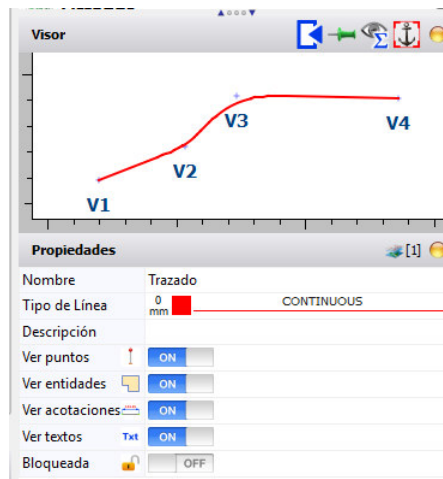 Visor
V3
V4
V2
V1
Propiedades [1]
Nombre Trazado
Tipo de Línea 0 mm CONTINUOUS
Descripción
Ver puntos ON
Ver entidades ON
Ver acotaciones ON
Ver textos Txt ON
Bloqueada OFF